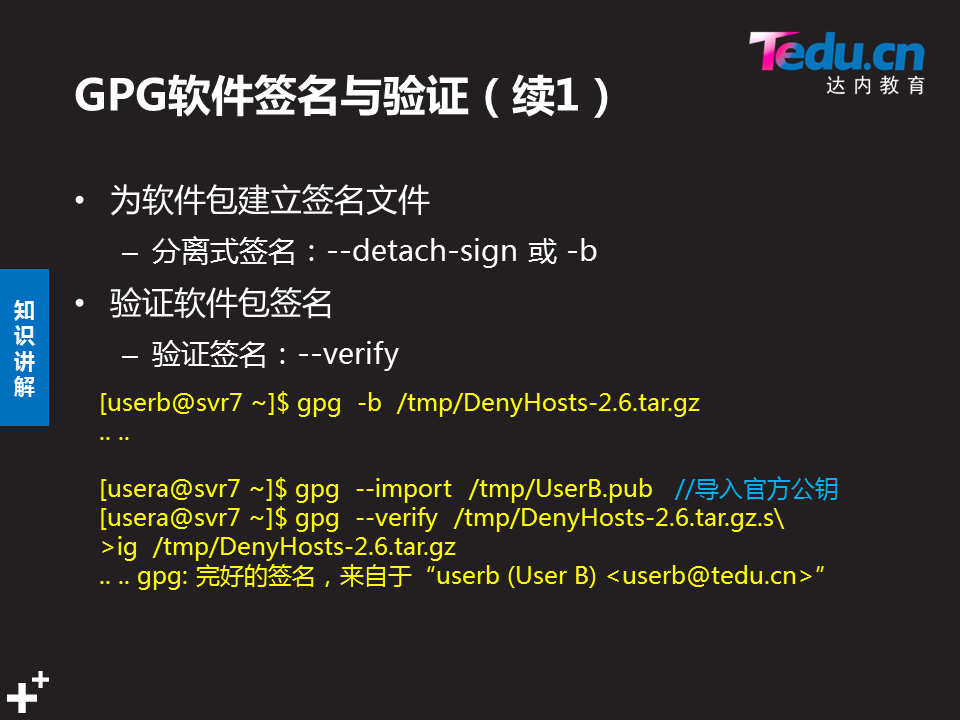 Tedu.cn
达内教育
GPG软件签名与验证（续1）
• 为软件包建立签名文件
– 分离式签名：--detach-sign 或 -b
• 验证软件包签名
– 验证签名：--verify
知识讲解
[userb@svr7 ~]$ gpg -b /tmp/DenyHosts-2.6.tar.gz
.. ..
[usera@svr7 ~]$ gpg --import /tmp/UserB.pub //导入官方公钥
[usera@svr7 ~]$ gpg --verify /tmp/DenyHosts-2.6.tar.gz.s\
>ig /tmp/DenyHosts-2.6.tar.gz
.. .. gpg: 完好的签名，来自于“userb (User B) <userb@tedu.cn>”